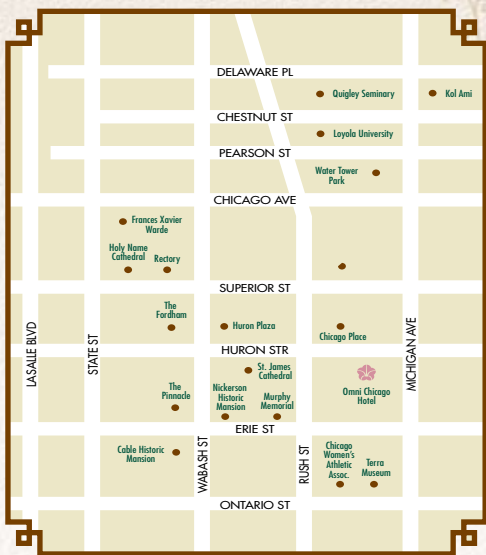 DELAWARE PL
Quigley Seminary
Kol Ami
CHESTNUT ST
Loyola University
PEARSON ST
Water Tower
Park
CHICAGO AVE
Frances Xavier
Warde
Holy Name
Cathedral
Rectory
SUPERIOR ST
The
Fordham
Huron Plaza
Chicago Place
LASALLE BLVD
STATE ST
MICHIGAN AVE
HURON STR
St. James
Cathedral
The
Pinnacle
Nickerson
Historic
Mansion
Murphy
Memorial
Omni Chicago
Hotel
ERIE ST
Cable Historic
Mansion
WABASH ST
RUSH ST
Chicago
Women's
Athletic
Assoc.
Terra
Museum
ONTARIO ST